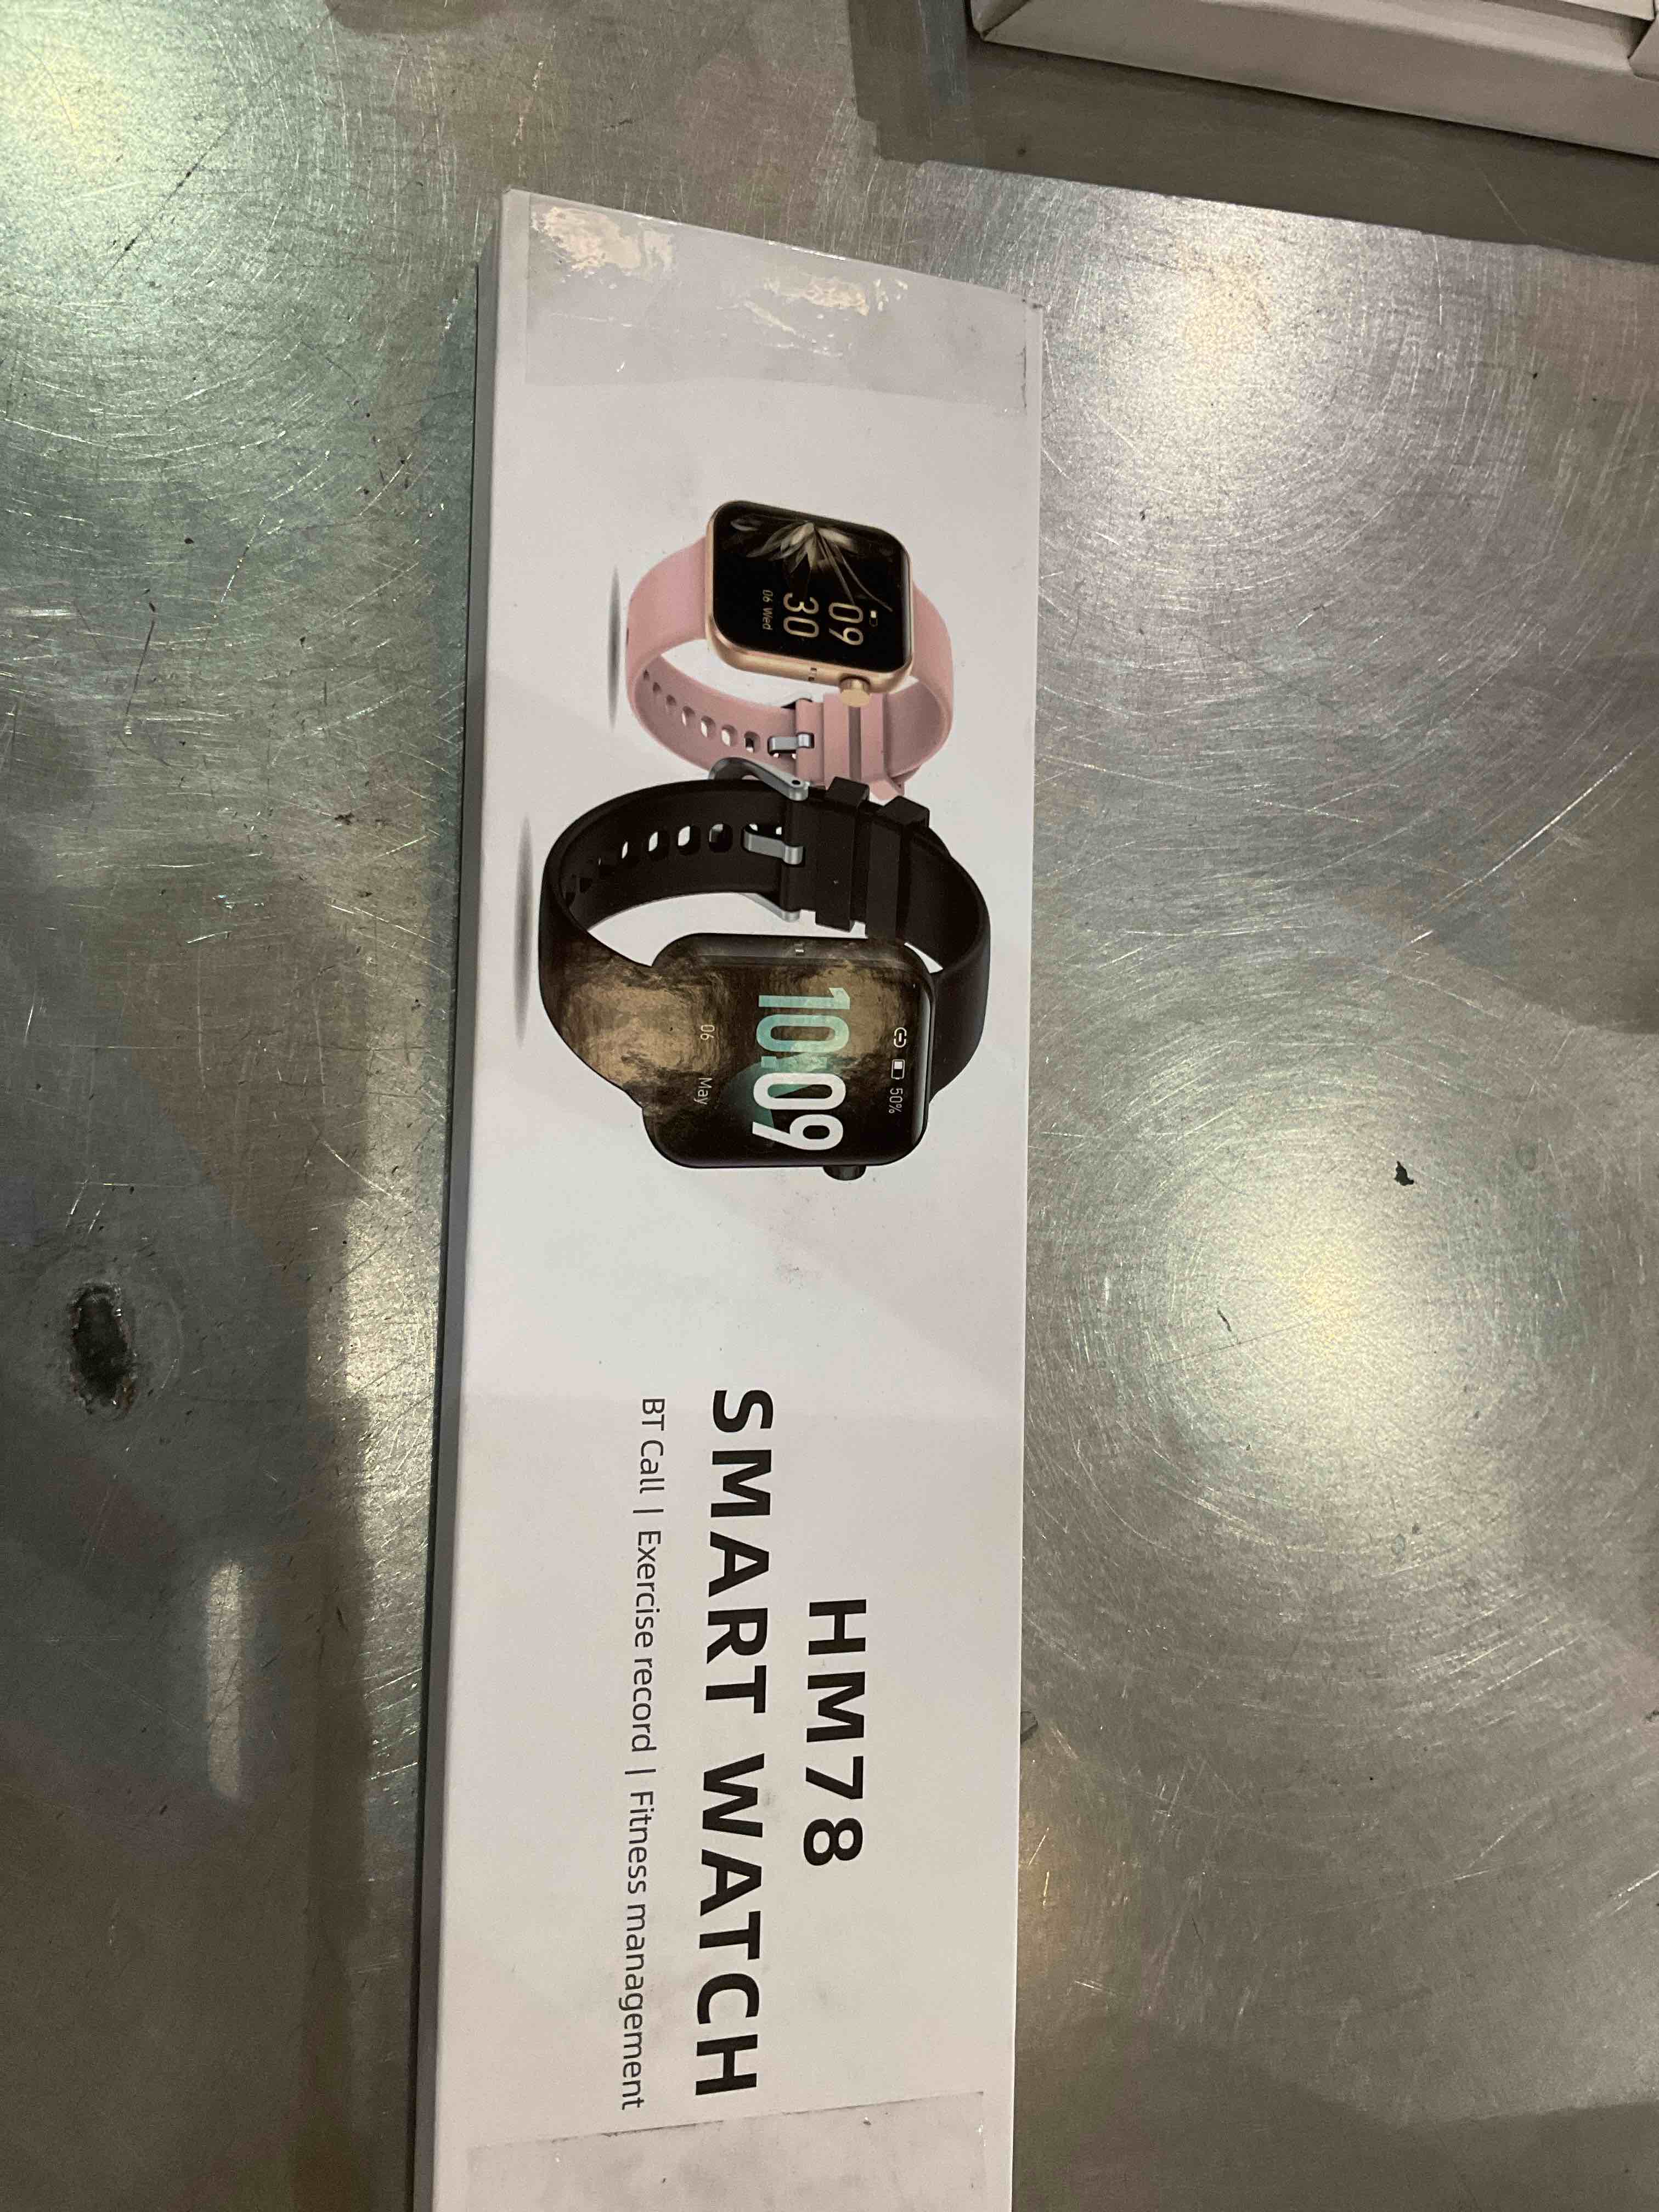 09
30
06 Wed
50%
10:09
06 May
HM78
SMART WATCH
BT Call | Exercise record | Fitness management